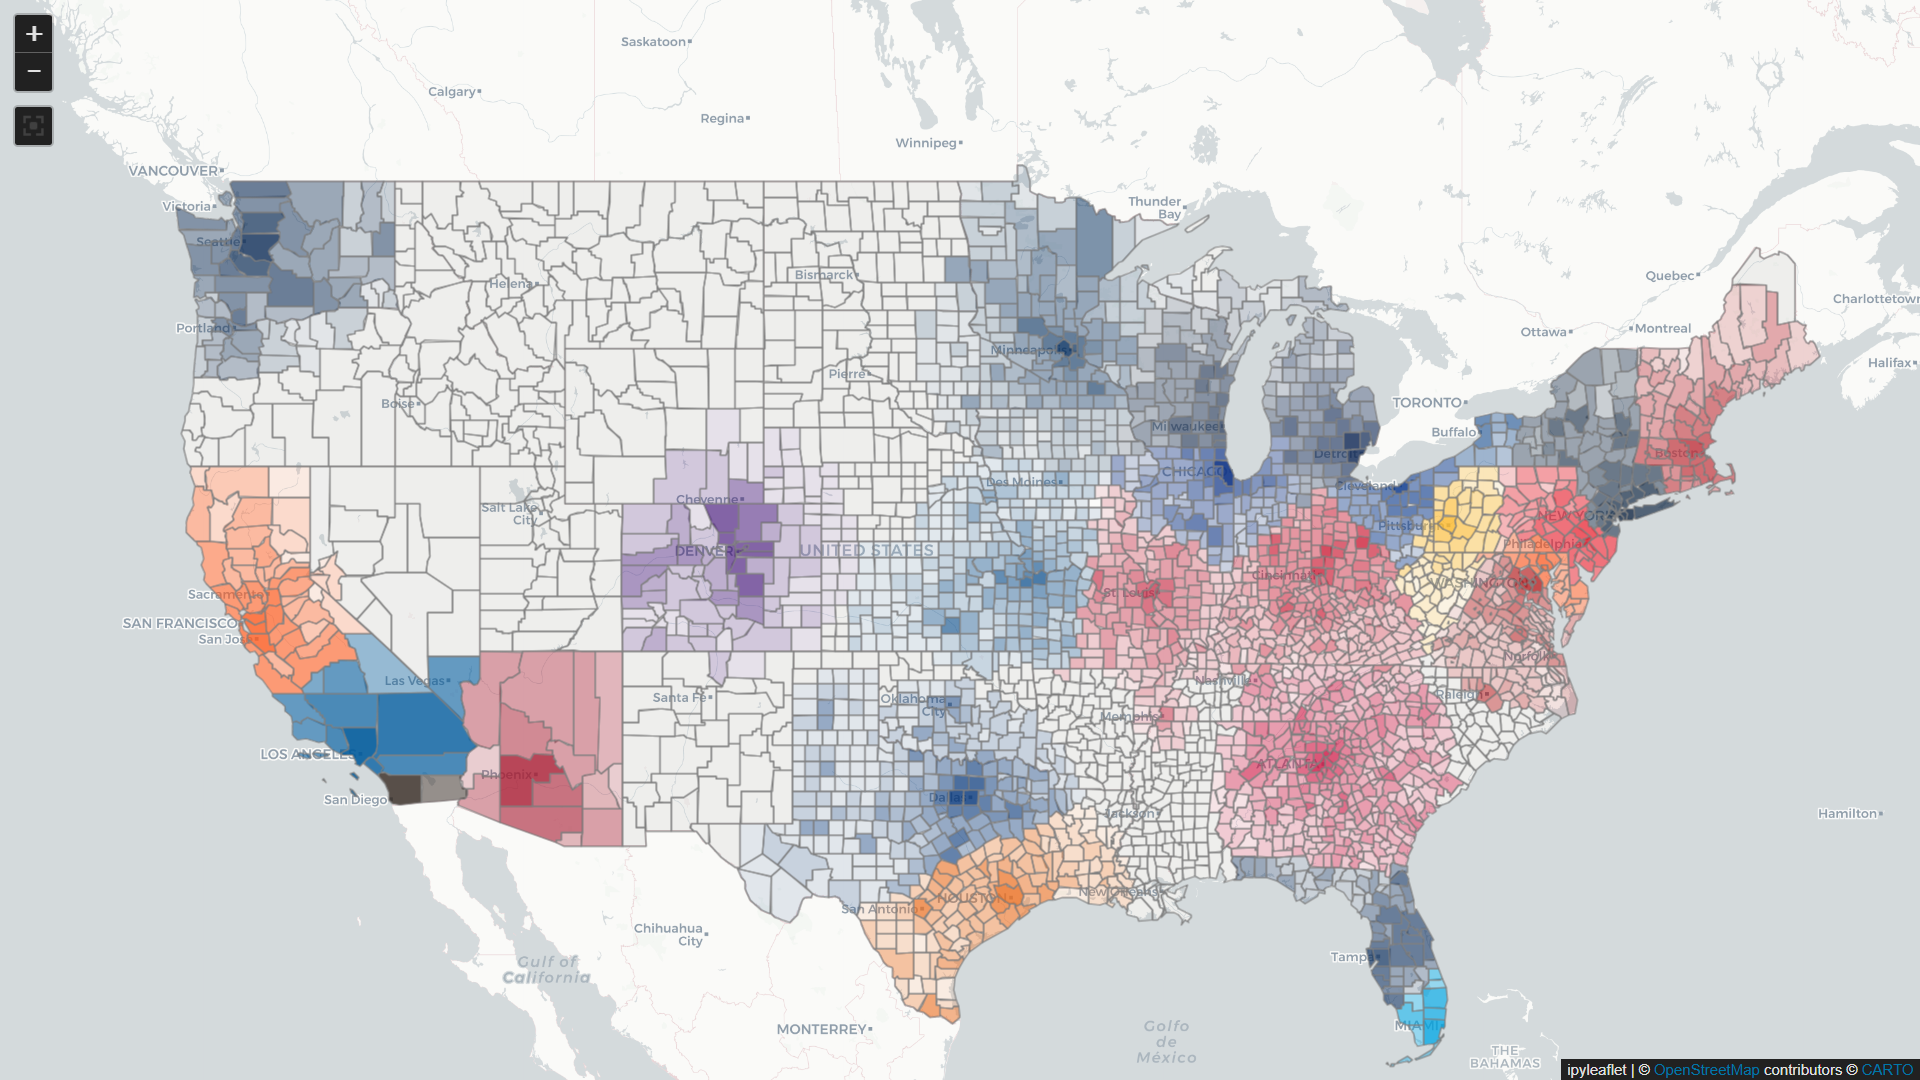 +
−
Saskatoon
Calgary
Regina
Winnipeg
VANCOUVER
Victoria
Thunder
Bay
Seattle
Quebec
Charlottetown
Helena
Bismarck
Portland
Ottawa
Montreal
Minneapolis
Halifax
Pierre
Boise
TORONTO
Milwaukee
Buffalo
Detroit
Boston
CHICAGO
Des Moines
Cleveland
Cheyenne
Salt Lake
City
NEW YORK
Pittsburgh
DENVER
UNITED STATES
Philadelphia
Cincinnati
WASHINGTON
Sacramento
St. Louis
SAN FRANCISCO
San Jose
Norfolk
Las Vegas
Nashville
Santa Fe
Raleigh
Oklahoma
City
Memphis
LOS ANGELES
ATLANTA
Phoenix
San Diego
Dallas
Jackson
Hamilton
New Orleans
HOUSTON
San Antonio
Chihuahua
City
Gulf of
California
Tampa
MONTERREY
Golfo
de
México
MIAMI
THE
BAHAMAS
ipyleaflet | © OpenStreetMap contributors © CARTO